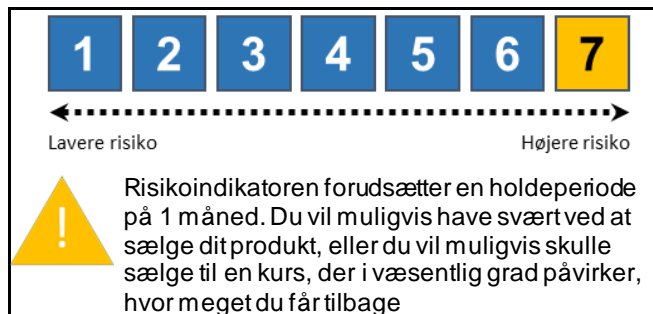 1 2 3 4 5 6 7
Lavere risiko Højere risiko
!
Risikoindikatoren forudsætter en holdeperiode
på 1 måned. Du vil muligvis have svært ved at
sælge dit produkt, eller du vil muligvis skulle
sælge til en kurs, der i væsentlig grad påvirker,
hvor meget du får tilbage